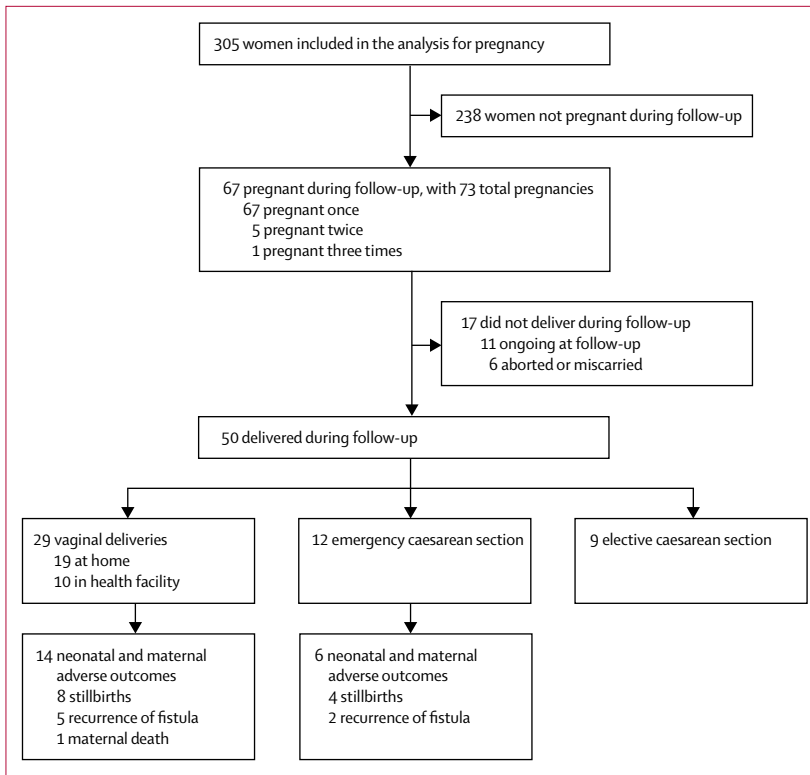 305 women included in the analysis for pregnancy
238 women not pregnant during follow-up
67 pregnant during follow-up, with 73 total pregnancies
67 pregnant once
5 pregnant twice
1 pregnant three times
17 did not deliver during follow-up
11 ongoing at follow-up
6 aborted or miscarried
50 delivered during follow-up
29 vaginal deliveries
19 at home
10 in health facility
12 emergency caesarean section
9 elective caesarean section
14 neonatal and maternal
adverse outcomes
8 stillbirths
5 recurrence of fistula
1 maternal death
6 neonatal and maternal
adverse outcomes
4 stillbirths
2 recurrence of fistula